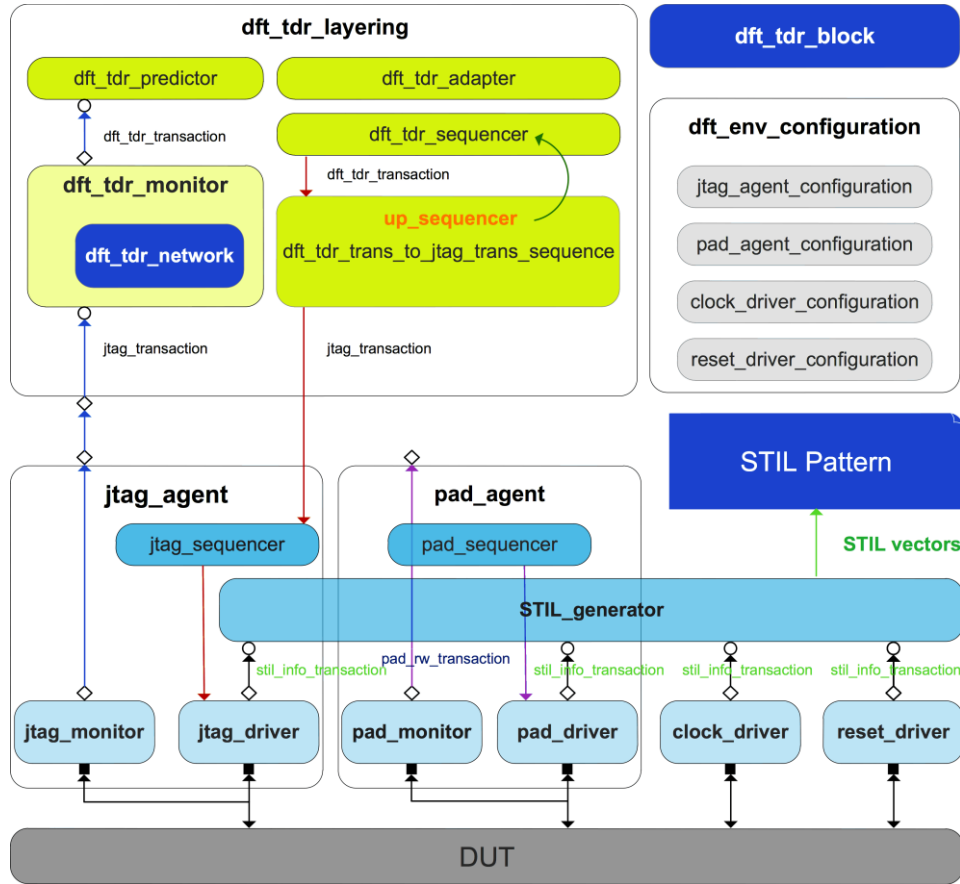 dft_tdr_layering
dft_tdr_block
dft_tdr_predictor
dft_tdr_adapter
dft_tdr_transaction
dft_tdr_sequencer
dft_tdr_transaction
dft_tdr_monitor
dft_tdr_network
up_sequencer
dft_tdr_trans_to_jtag_trans_sequence
jtag_transaction
jtag_transaction
dft_env_configuration
jtag_agent_configuration
pad_agent_configuration
clock_driver_configuration
reset_driver_configuration
STIL Pattern
STIL vectors
jtag_agent
jtag_sequencer
pad_agent
pad_sequencer
STIL_generator
stil_info_transaction
pad_rw_transaction
stil_info_transaction
stil_info_transaction
stil_info_transaction
jtag_monitor
jtag_driver
pad_monitor
pad_driver
clock_driver
reset_driver
DUT